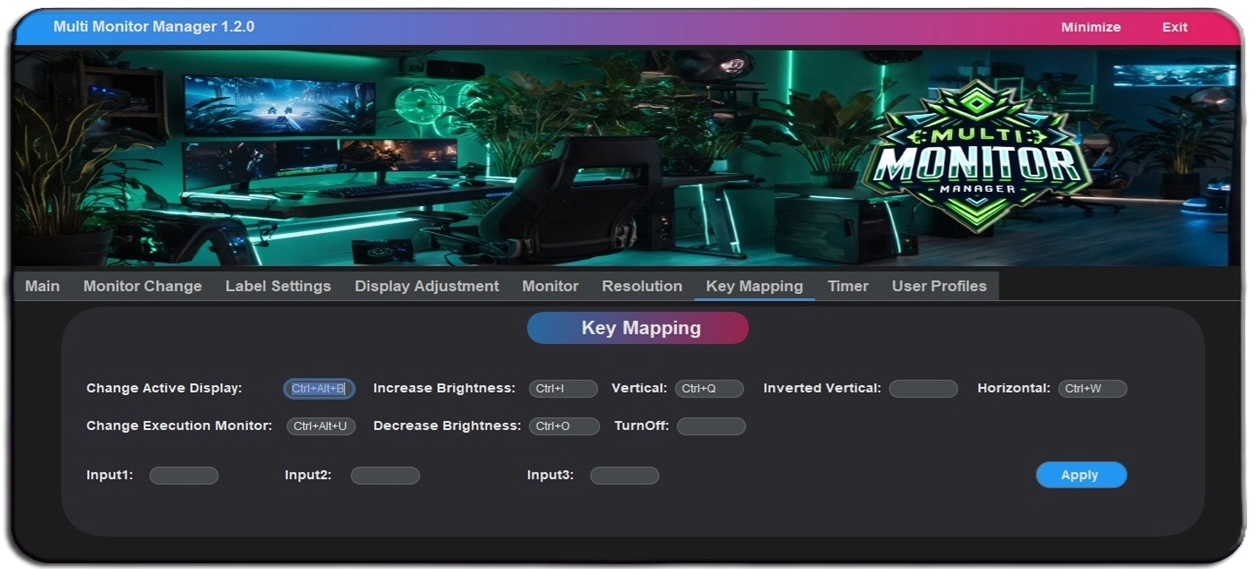 Multi Monitor Manager 1.2.0 Minimize Exit
MULTI
MONITOR
MANAGER
Main Monitor Change Label Settings Display Adjustment Monitor Resolution Key Mapping Timer User Profiles
Key Mapping
Change Active Display: Ctrl+Alt+B Increase Brightness: Ctrl+I Vertical: Ctrl+Q Inverted Vertical: Horizontal: Ctrl+W
Change Execution Monitor: Ctrl+Alt+U Decrease Brightness: Ctrl+O TurnOff:
Input1: Input2: Input3: Apply